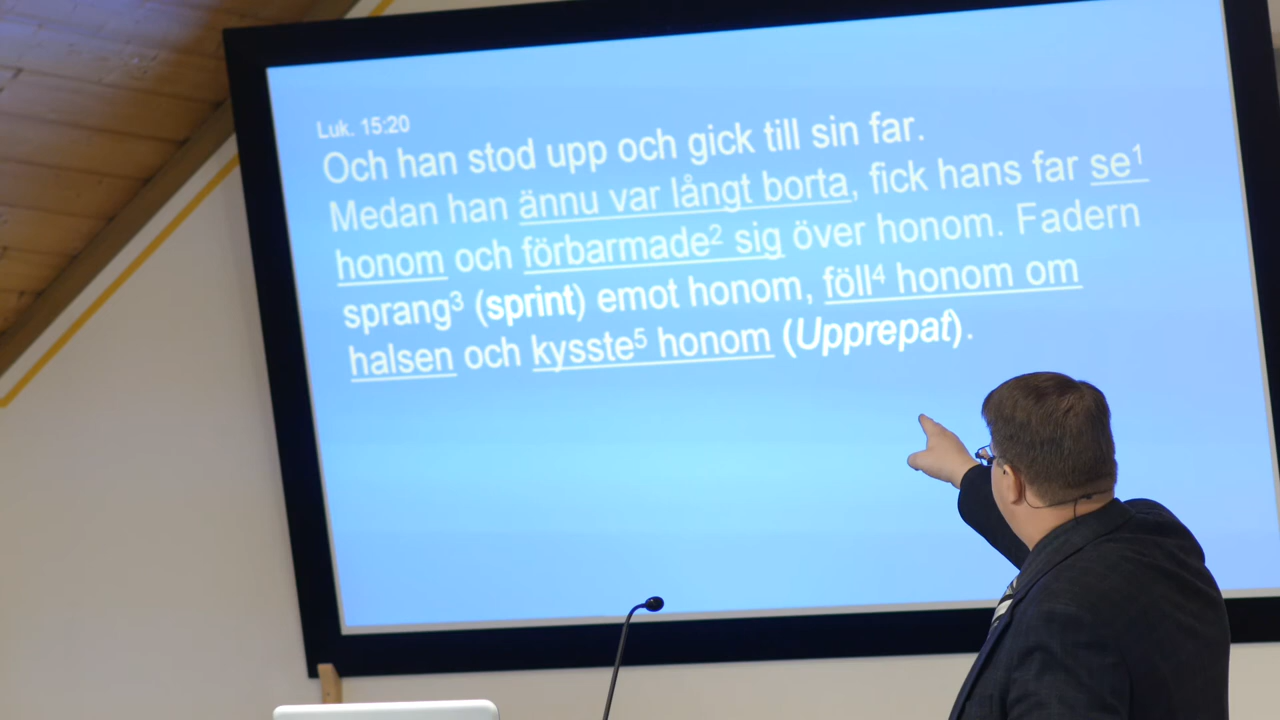 Luk. 15:20
Och han stod upp och gick till sin far.
Medan han ännu var långt borta, fick hans far se¹
honom och förbarmade² sig över honom. Fadern
sprang³ (sprint) emot honom, föll⁴ honom om
halsen och kysste⁵ honom (Upprepat).